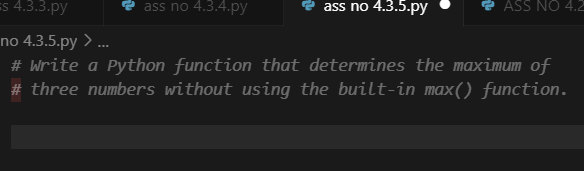 ss 4.3.3.py ass no 4.3.4.py ass no 4.3.5.py ASS NO 4.2
no 4.3.5.py > ...
# Write a Python function that determines the maximum of
# three numbers without using the built-in max() function.